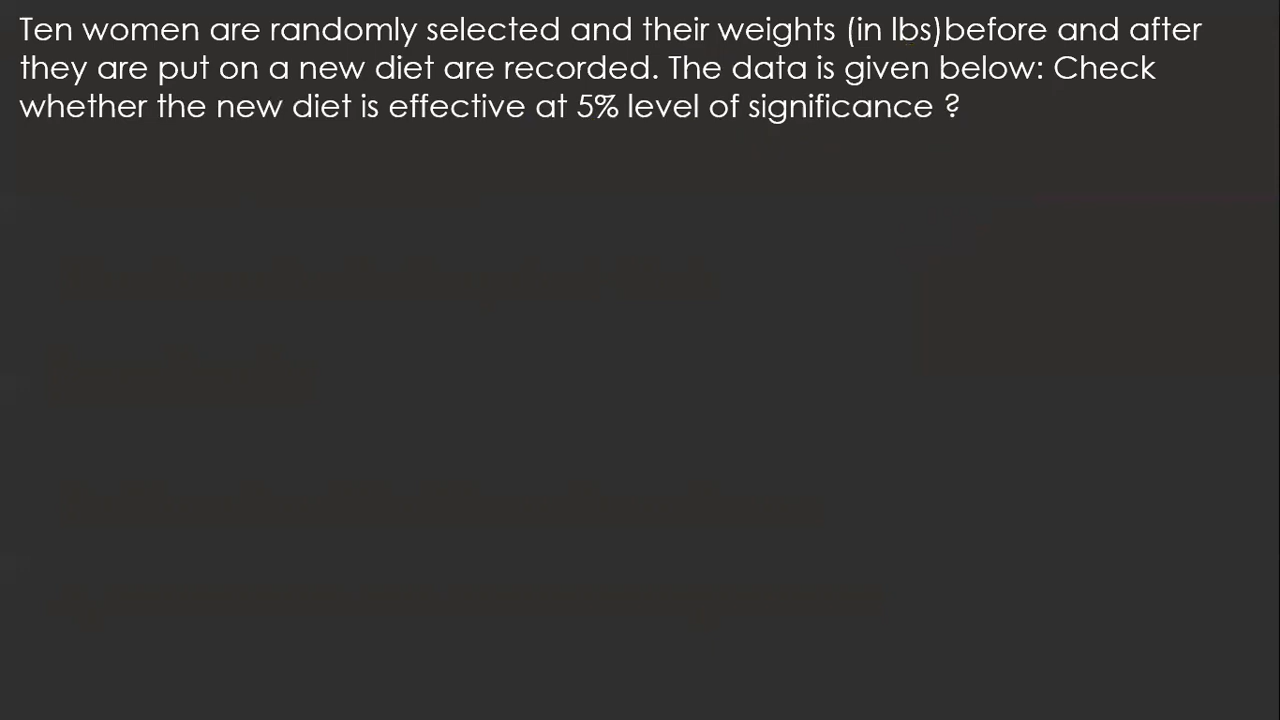 Ten women are randomly selected and their weights (in lbs)before and after
they are put on a new diet are recorded. The data is given below: Check
whether the new diet is effective at 5% level of significance ?